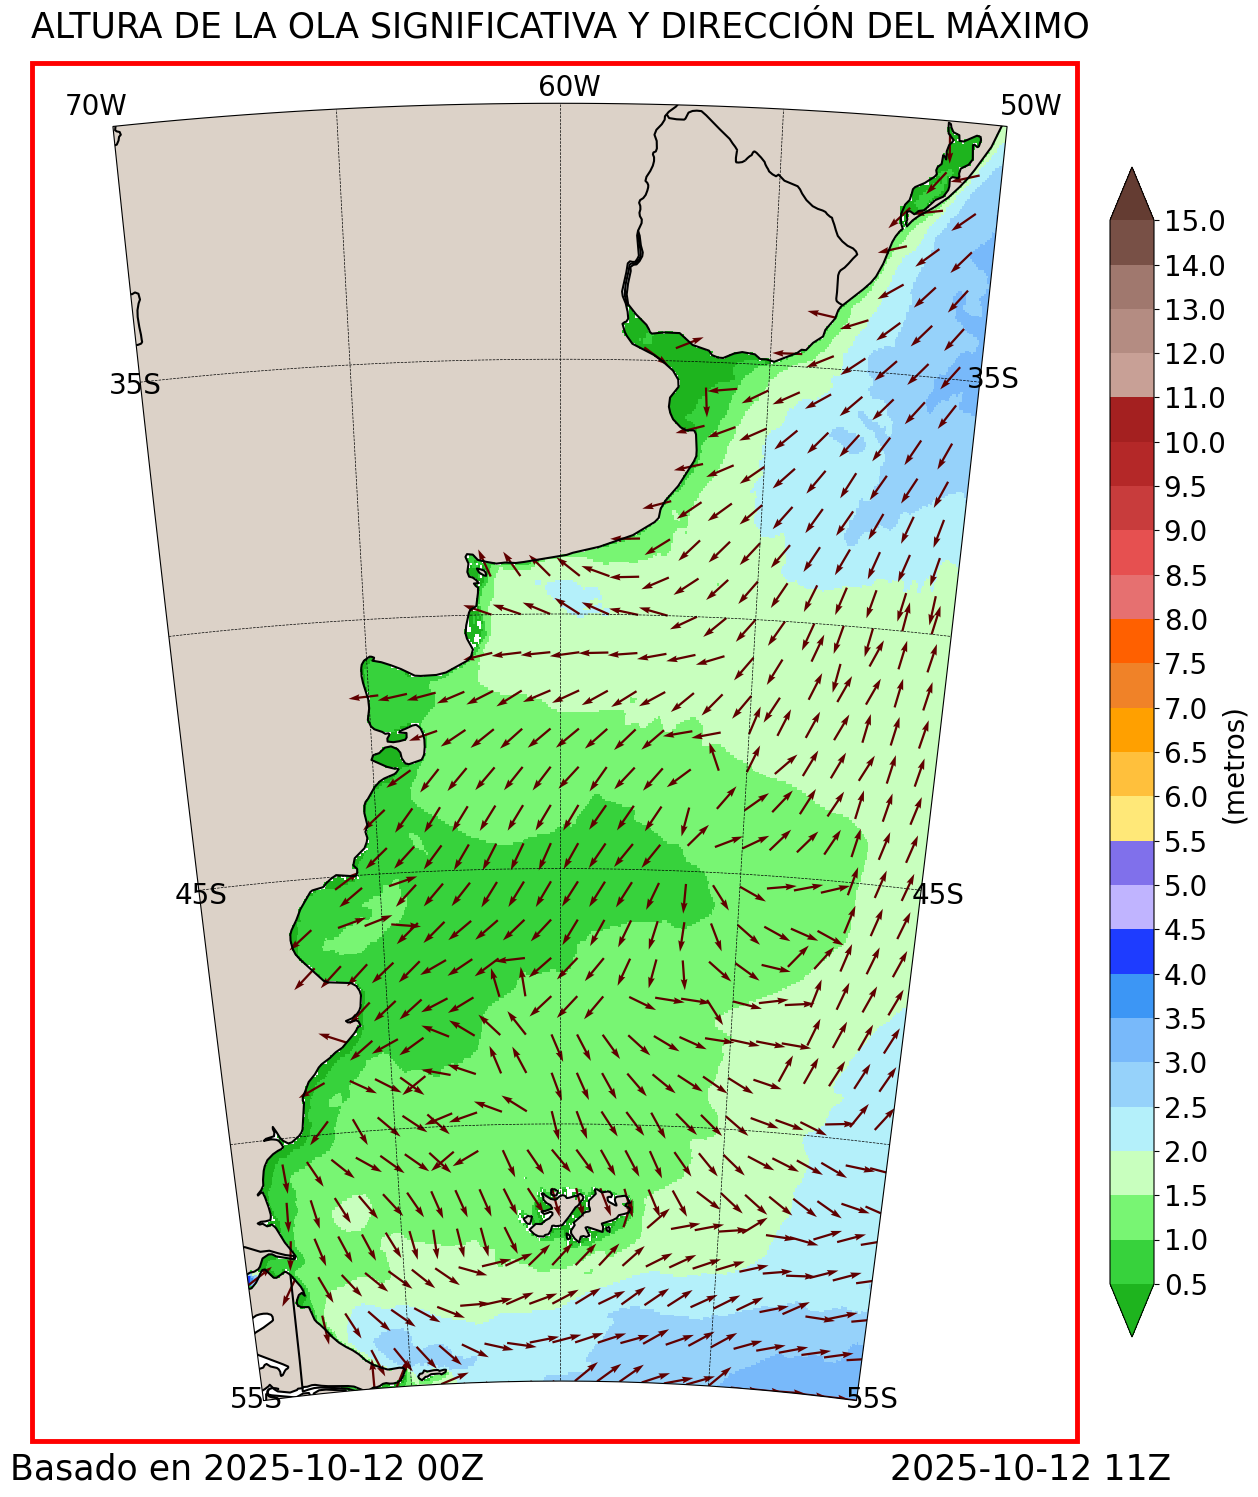 ALTURA DE LA OLA SIGNIFICATIVA Y DIRECCIÓN DEL MÁXIMO
70W
60W
50W
35S
35S
45S
45S
55S
55S
15.0
14.0
13.0
12.0
11.0
10.0
9.5
9.0
8.5
8.0
7.5
7.0
6.5
6.0
5.5
5.0
4.5
4.0
3.5
3.0
2.5
2.0
1.5
1.0
0.5
(metros)
Basado en 2025-10-12 00Z
2025-10-12 11Z